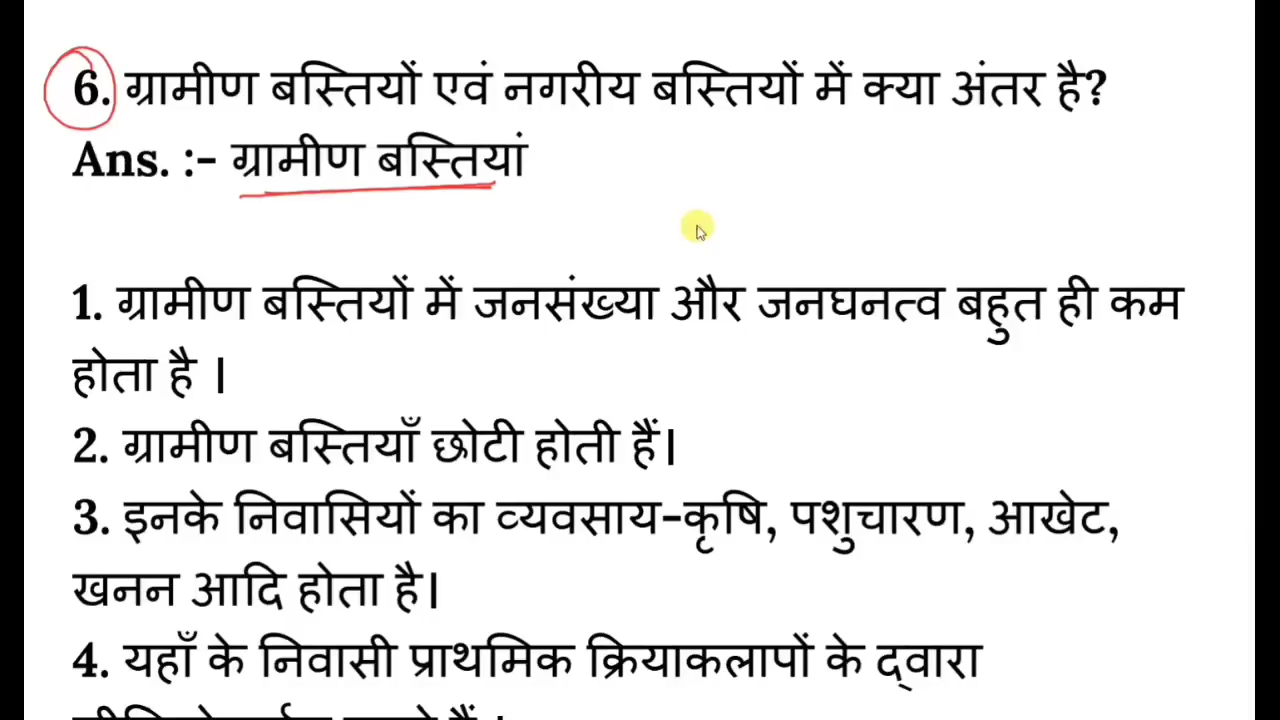 6. ग्रामीण बस्तियों एवं नगरीय बस्तियों में क्या अंतर है?
Ans. :- ग्रामीण बस्तियां
1. ग्रामीण बस्तियों में जनसंख्या और जनघनत्व बहुत ही कम
होता है ।
2. ग्रामीण बस्तियाँ छोटी होती हैं।
3. इनके निवासियों का व्यवसाय-कृषि, पशुचारण, आखेट,
खनन आदि होता है।
4. यहाँ के निवासी प्राथमिक क्रियाकलापों के द्वारा